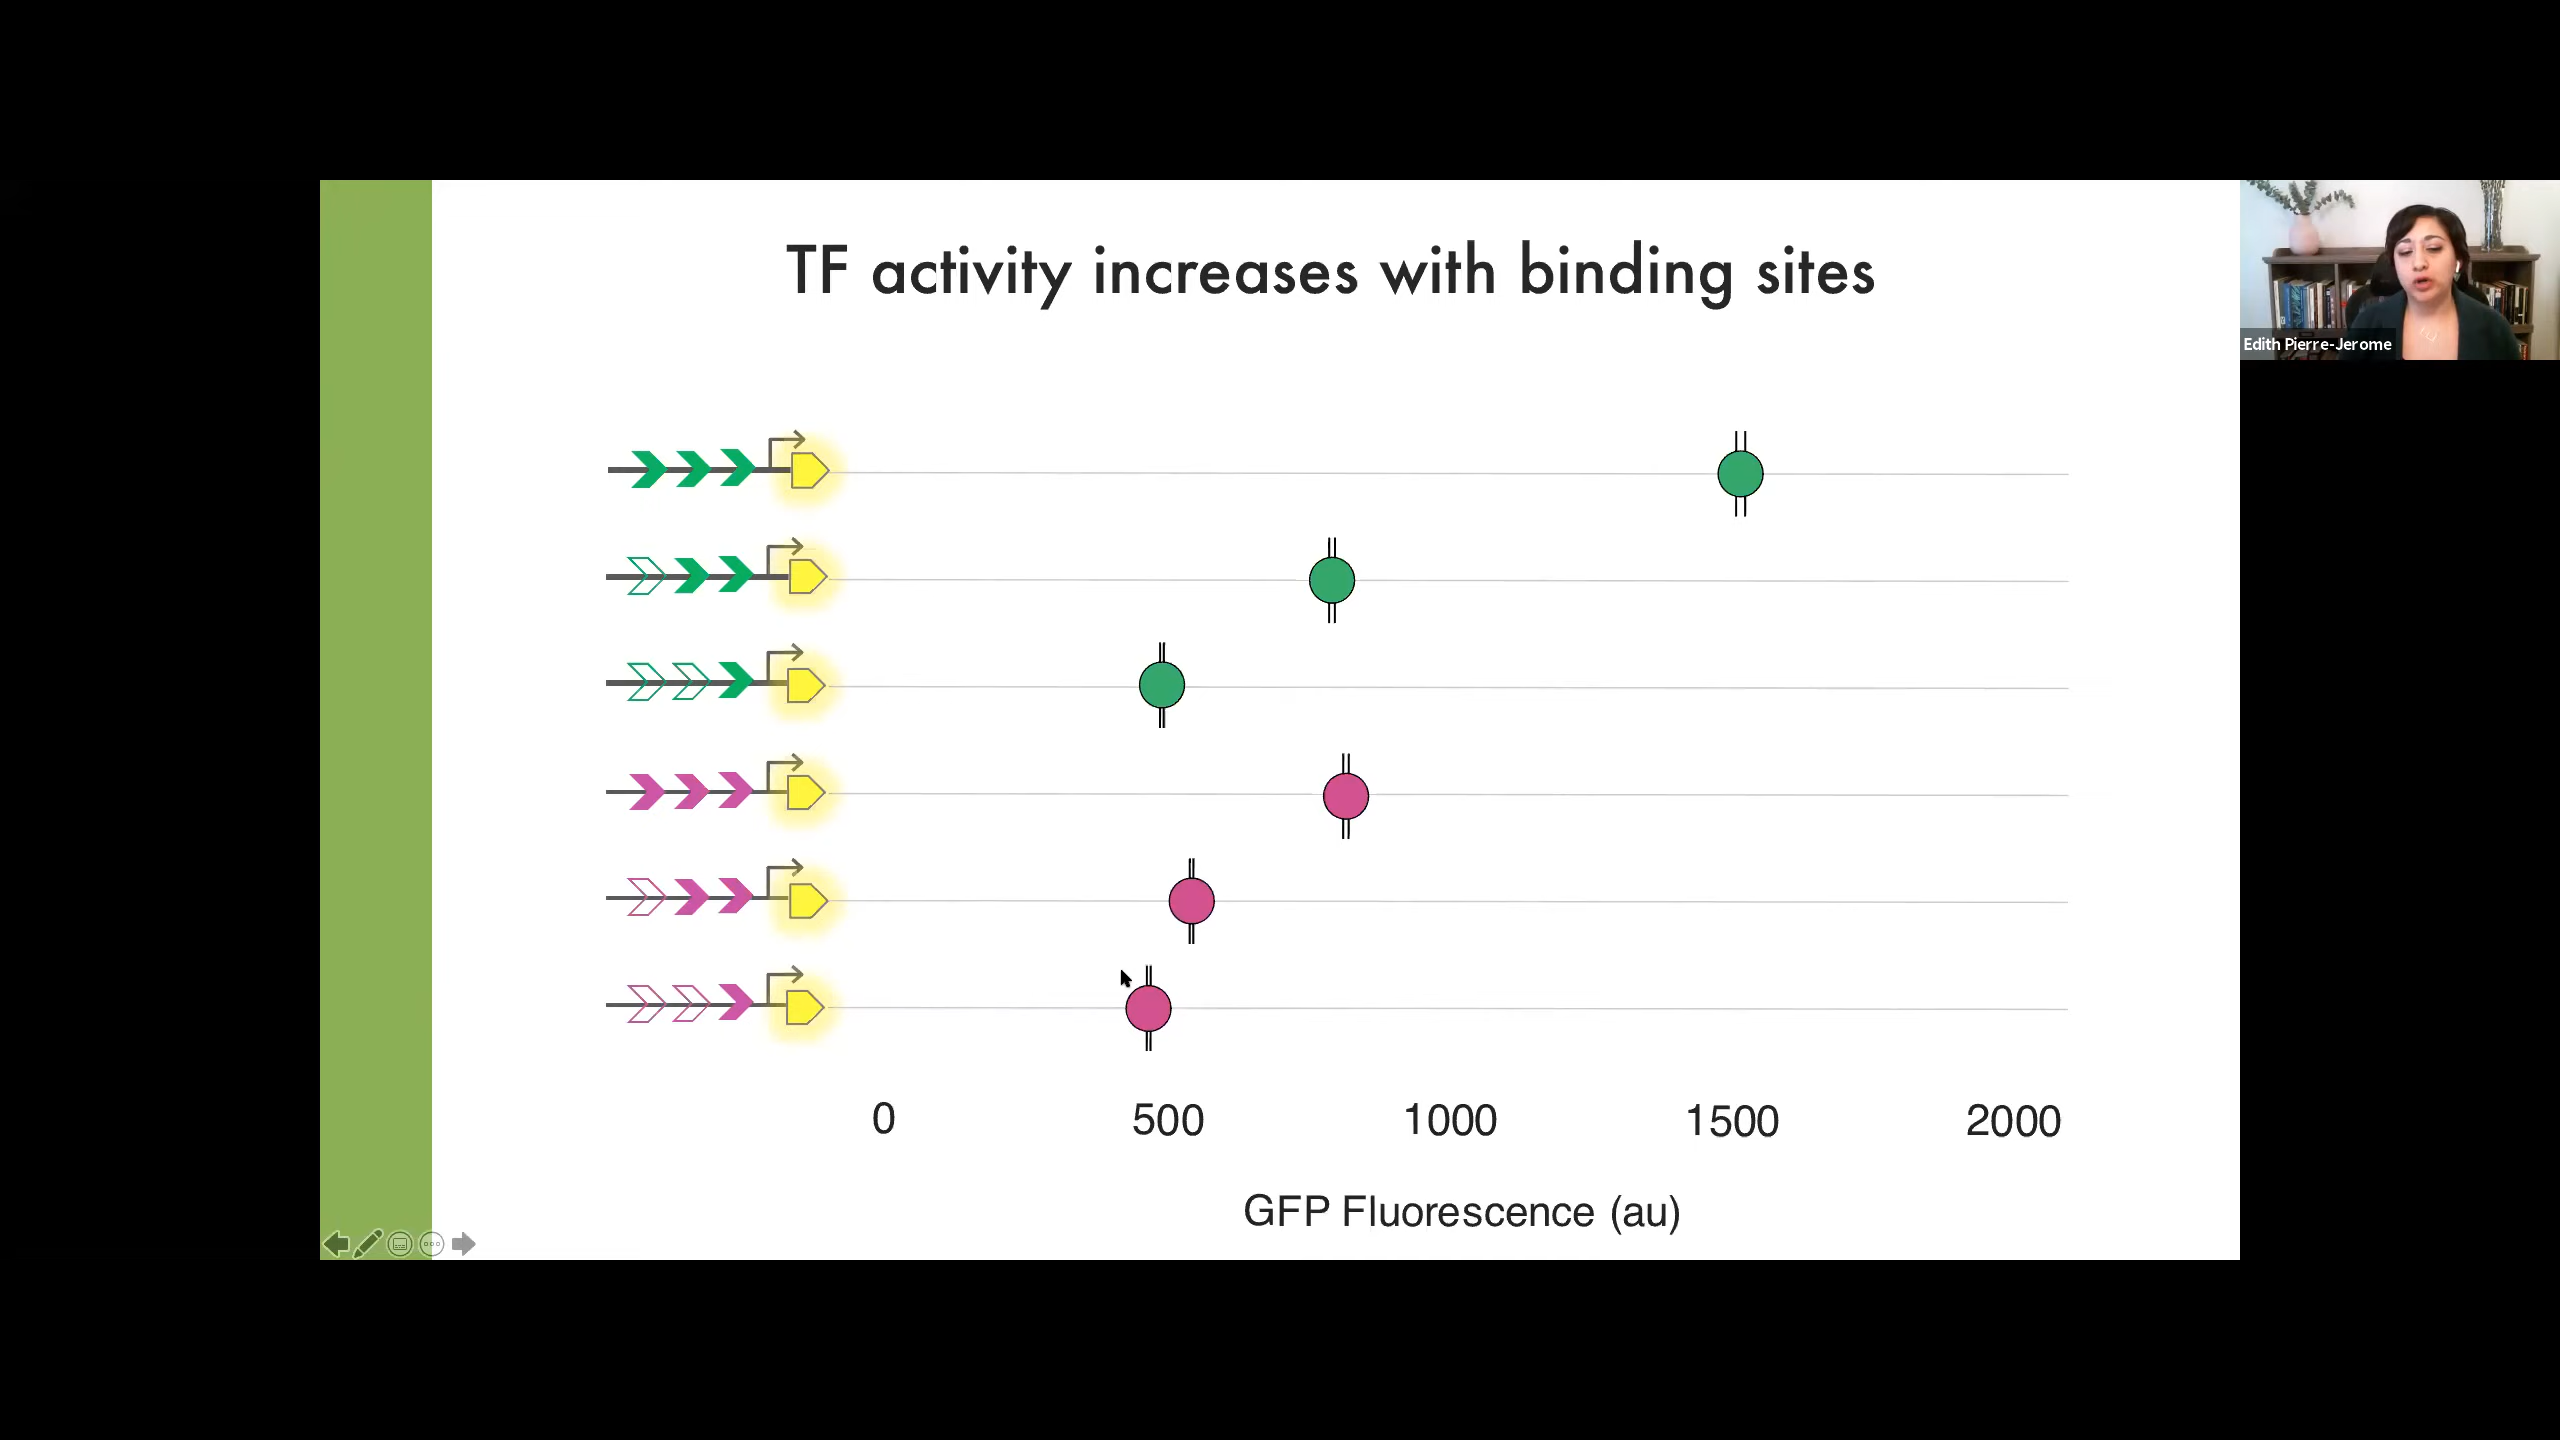 TF activity increases with binding sites
Edith Pierre-Jerome
0 500 1000 1500 2000
GFP Fluorescence (au)